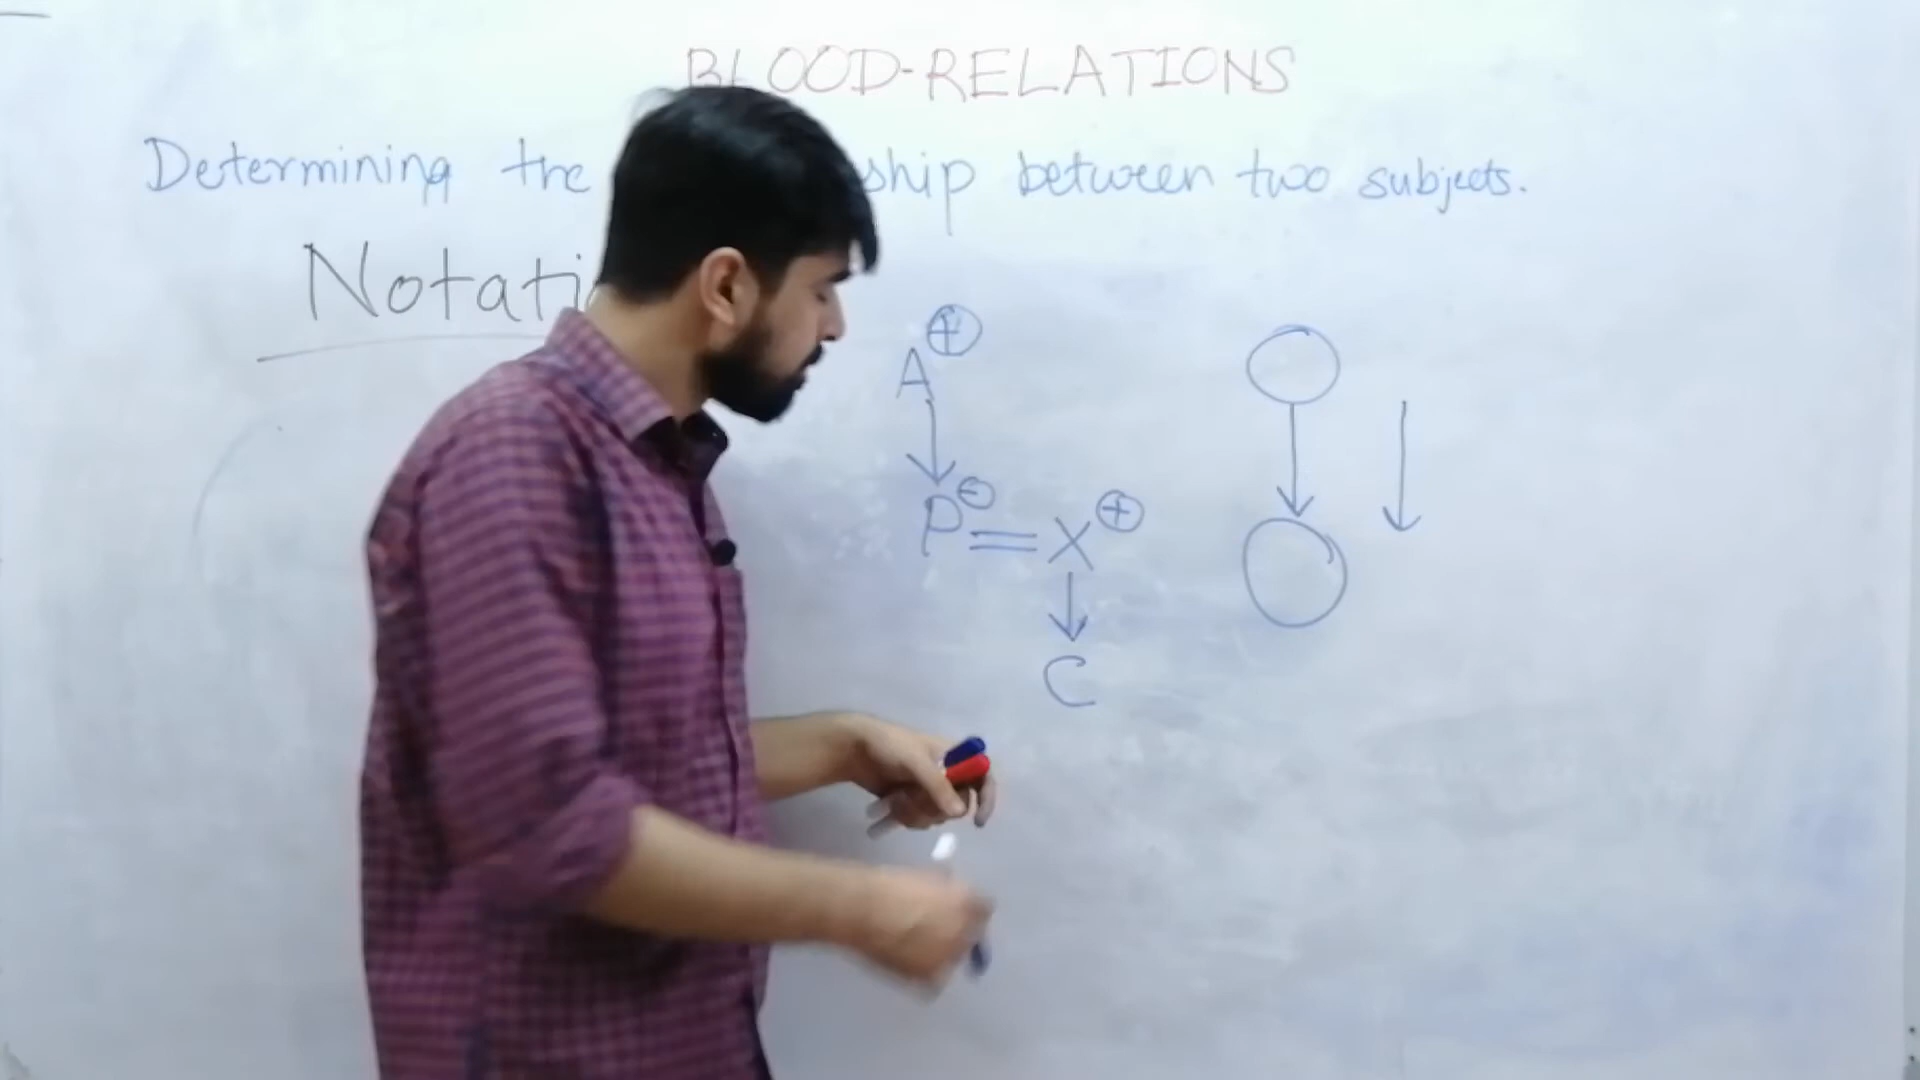 BLOOD-RELATIONS
Determining the ship between two subjects.
Notati
A +
P - = X +
C